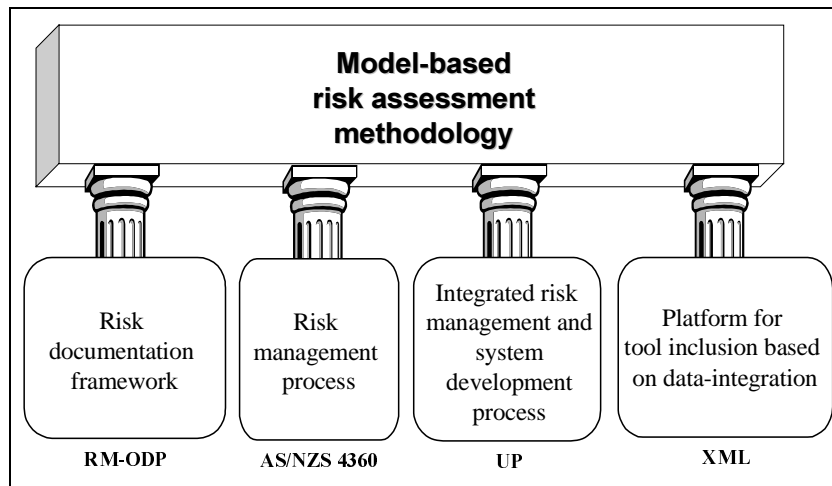 Model-based
risk assessment
methodology
Risk
documentation
framework
Risk
management
process
Integrated risk
management and
system
development
process
Platform for
tool inclusion based
on data-integration
RM-ODP
AS/NZS 4360
UP
XML